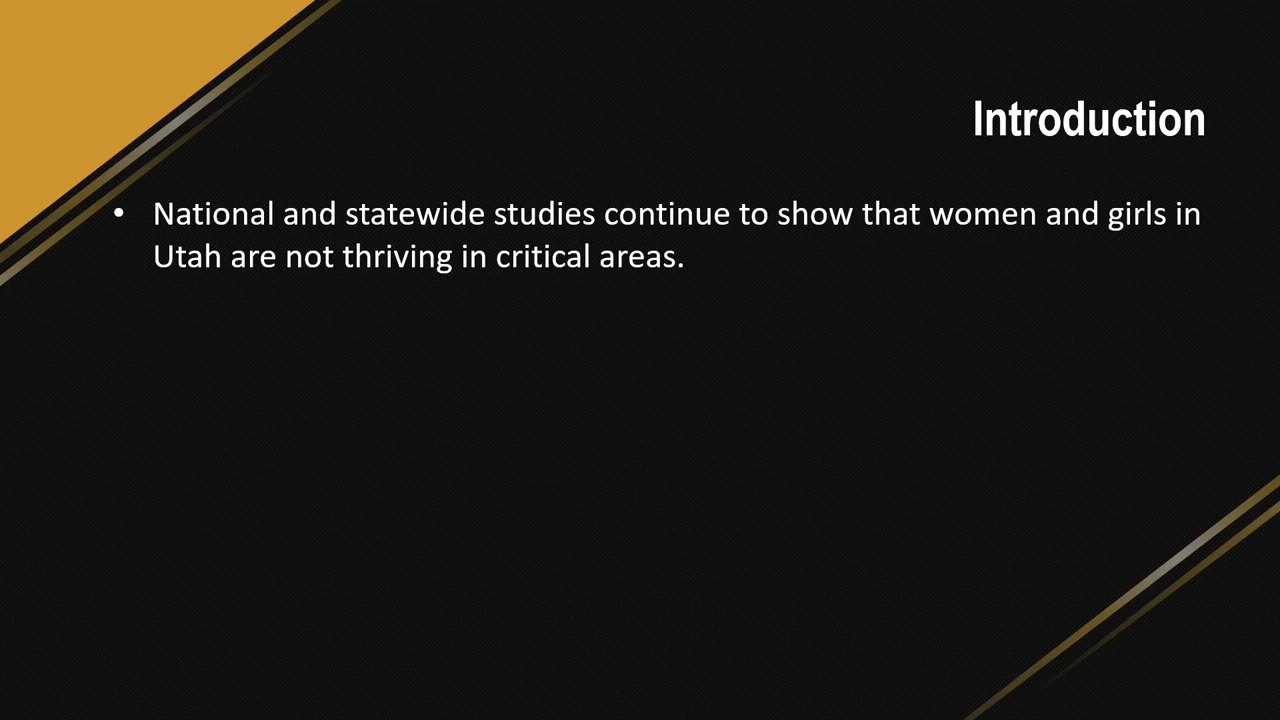 Introduction
• National and statewide studies continue to show that women and girls in
Utah are not thriving in critical areas.